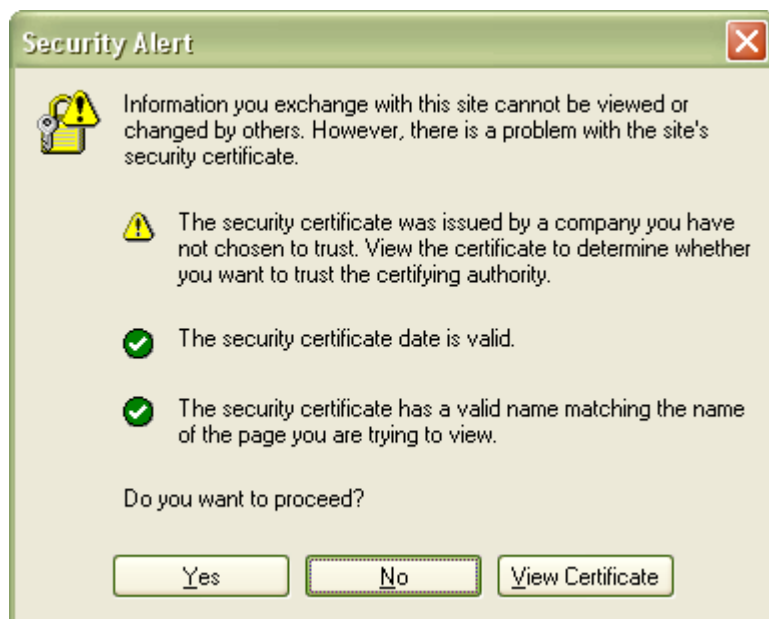 Security Alert
Information you exchange with this site cannot be viewed or
changed by others. However, there is a problem with the site's
security certificate.
The security certificate was issued by a company you have
not chosen to trust. View the certificate to determine whether
you want to trust the certifying authority.
The security certificate date is valid.
The security certificate has a valid name matching the name
of the page you are trying to view.
Do you want to proceed?
Yes
No
View Certificate